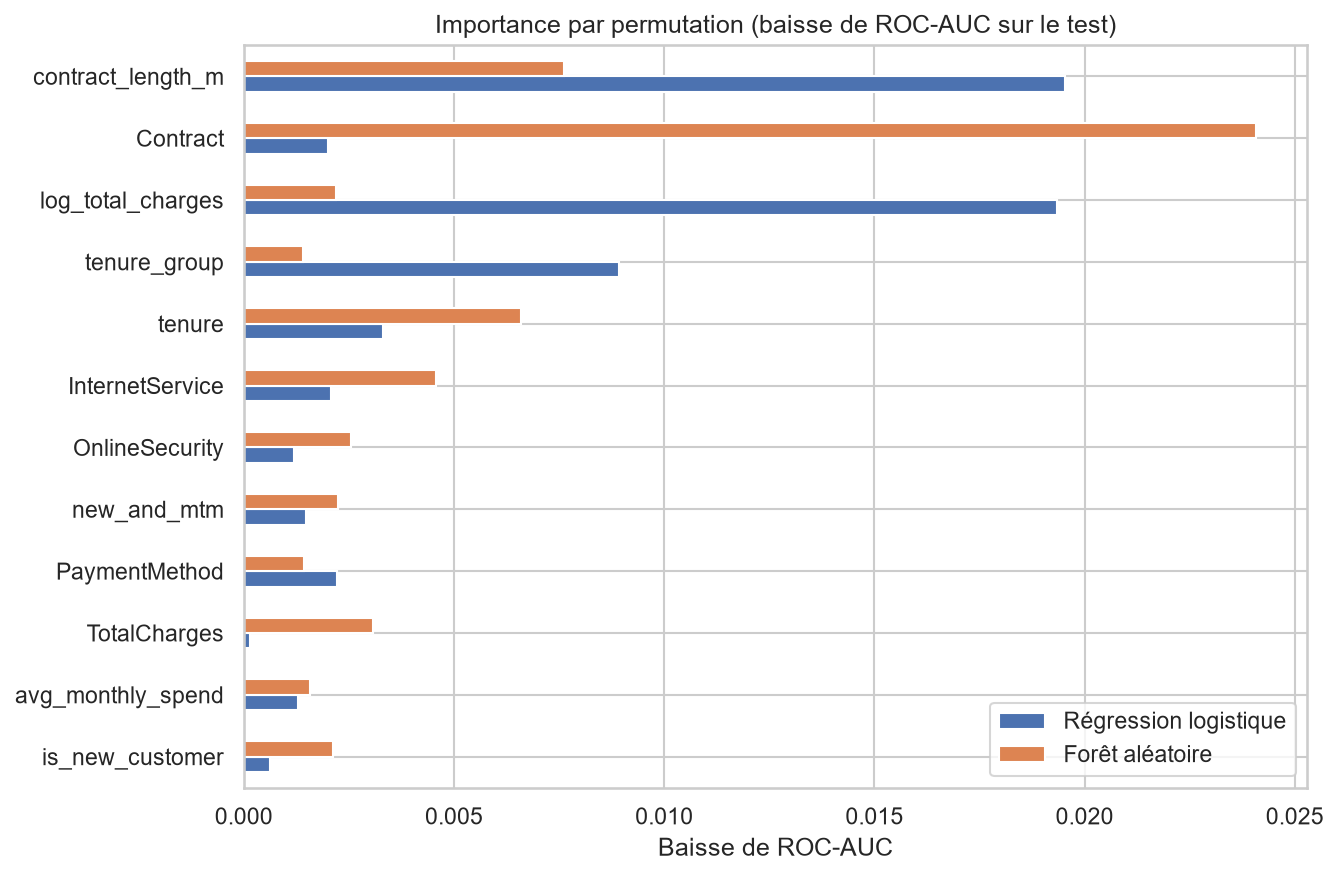 Importance par permutation (baisse de ROC-AUC sur le test)
contract_length_m
Contract
log_total_charges
tenure_group
tenure
InternetService
OnlineSecurity
new_and_mtm
PaymentMethod
TotalCharges
avg_monthly_spend
is_new_customer
Régression logistique
Forêt aléatoire
0.000 0.005 0.010 0.015 0.020 0.025
Baisse de ROC-AUC